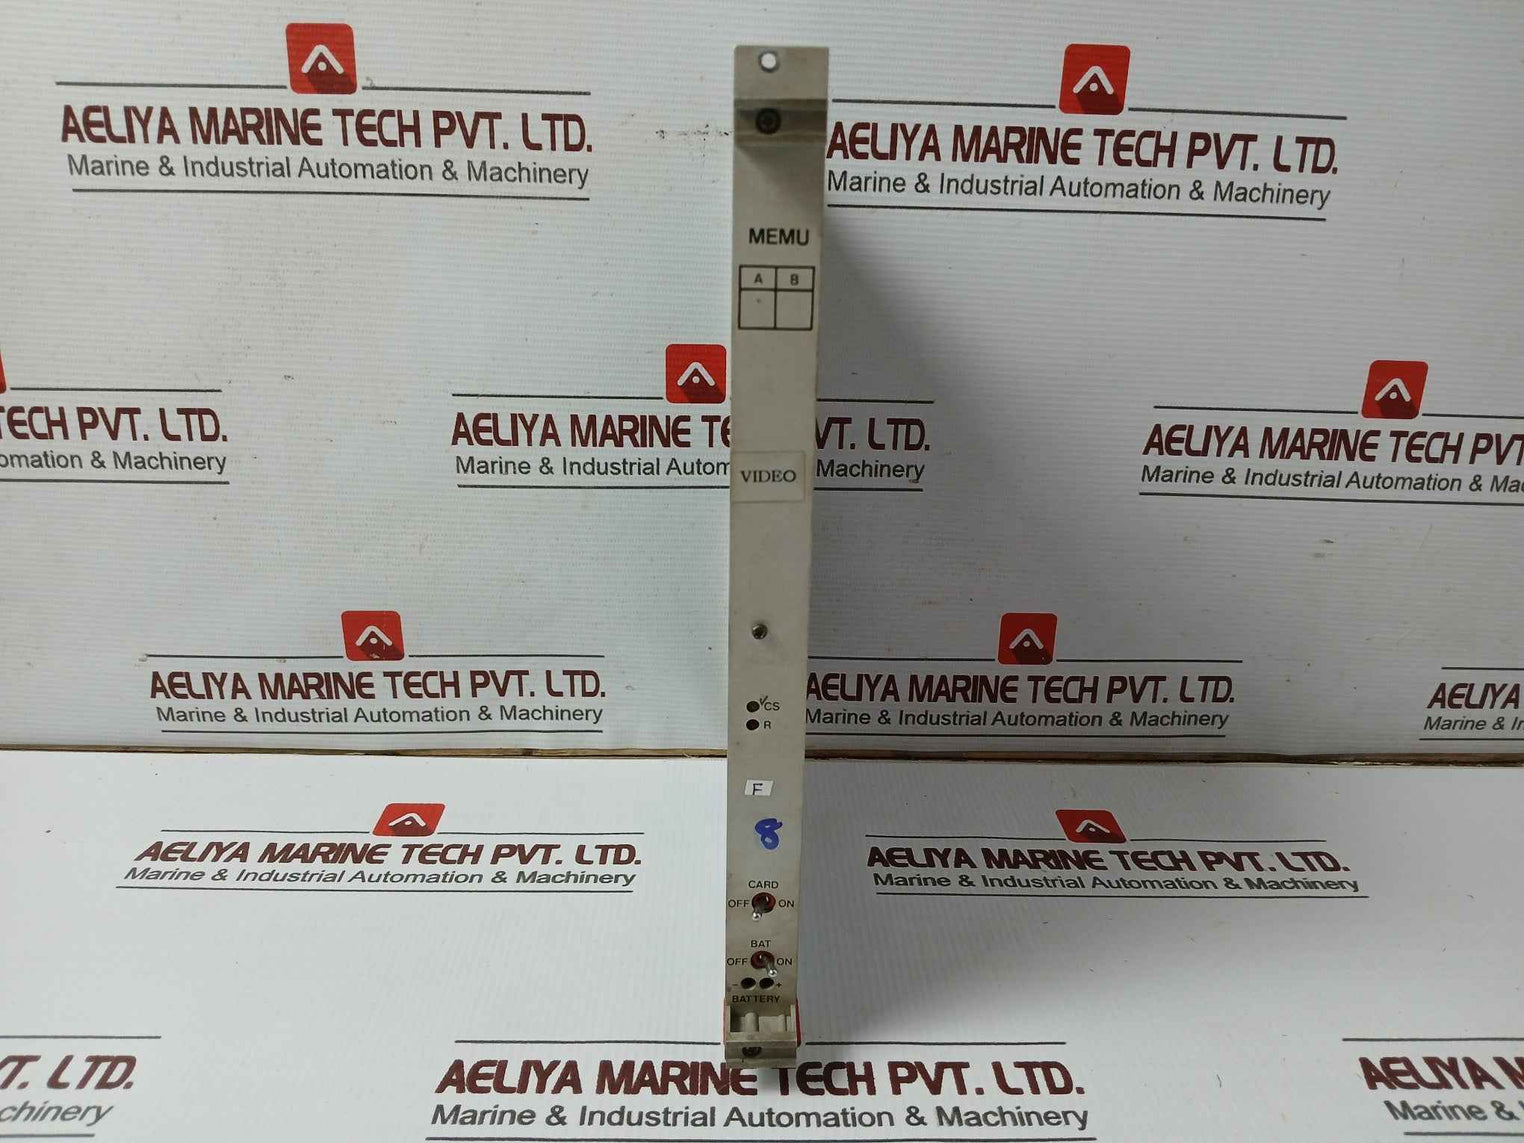 AELIYA MARINE TECH PVT. LTD.
Marine & Industrial Automation & Machinery
AELIYA MARINE TECH PVT. LTD.
Marine & Industrial Automation & Machinery
MEMU
A B
TECH PVT. LTD.
omation & Machinery
AELIYA MARINE TE
Marine & Industrial Autom
VT. LTD.
Machinery
AELIYA MARINE TECH PVT
Marine & Industrial Automation & Ma
VIDEO
AELIYA MARINE TECH PVT. LTD.
Marine & Industrial Automation & Machinery
AELIYA MARINE TECH PVT. LTD.
Marine & Industrial Automation & Machinery
AELIYA
Marine & In
CS
R
F
8
AELIYA MARINE TECH PVT. LTD.
Marine & Industrial Automation & Machinery
AELIYA MARINE TECH PVT. LTD.
Marine & Industrial Automation & Machinery
CARD
OFF ON
BAT
OFF ON
- +
BATTERY
T. LTD.
chinery
AELIYA MARINE TECH PVT. LTD.
Marine & Industrial Automation & Machinery
AELIYA M
Marine &